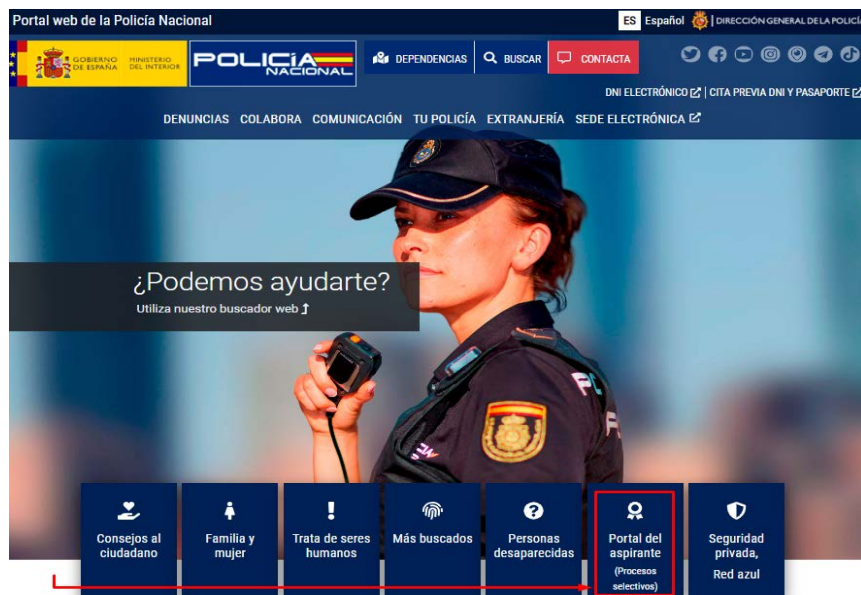 Portal web de la Policía Nacional
ES Español
DIRECCIÓN GENERAL DE LA POLICÍA
GOBIERNO DE ESPAÑA
MINISTERIO DEL INTERIOR
POLICÍA
NACIONAL
DEPENDENCIAS
BUSCAR
CONTACTA
DNI ELECTRÓNICO | CITA PREVIA DNI Y PASAPORTE
DENUNCIAS COLABORA COMUNICACIÓN TU POLICÍA EXTRANJERÍA SEDE ELECTRÓNICA
¿Podemos ayudarte?
Utiliza nuestro buscador web
Consejos al
ciudadano
Familia y
mujer
Trata de seres
humanos
Más buscados
Personas
desaparecidas
Portal del
aspirante
(Procesos
selectivos)
Seguridad
privada,
Red azul